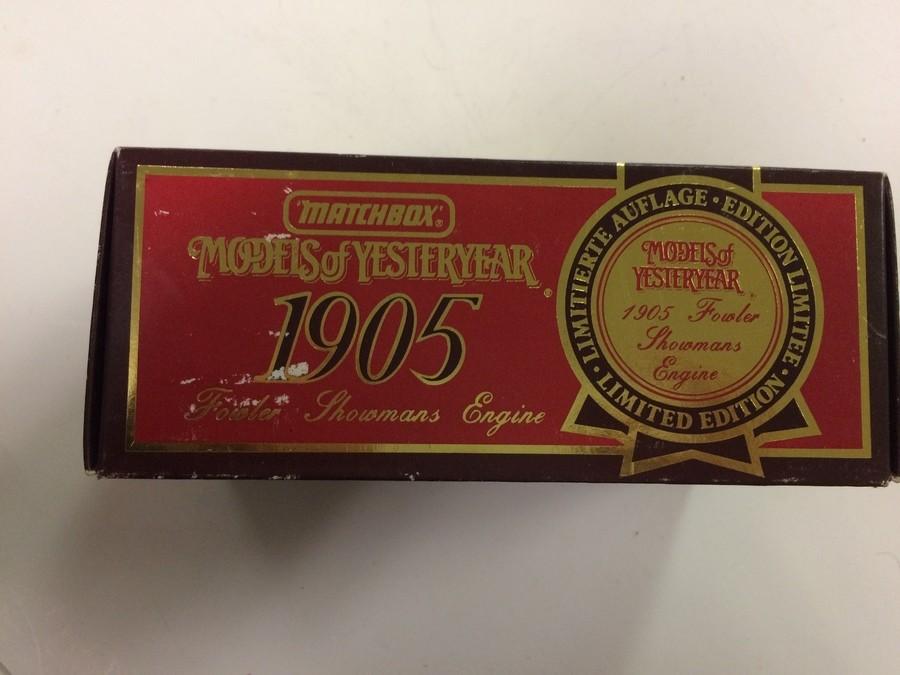 MATCHBOX®
MODELS of YESTERYEAR®
1905
Fowler Showmans Engine
LIMITIERTE AUFLAGE • EDITION LIMITEE •
MODELS of
YESTERYEAR
1905 Fowler
Showmans
Engine
• LIMITED EDITION •